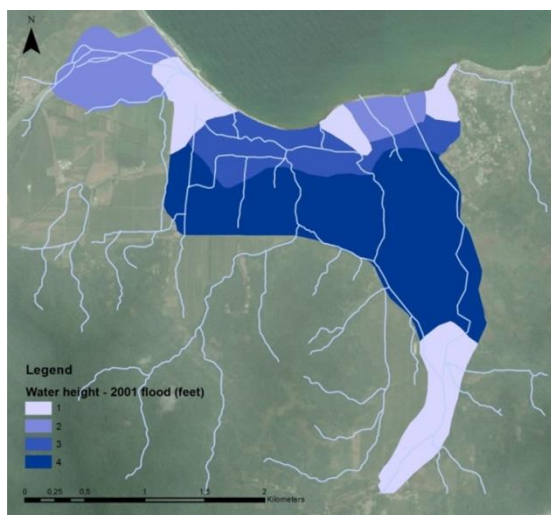 N
Legend
Water height - 2001 flood (feet)
1
2
3
4
0 0,25 0,5 1 1,5 2
Kilometers